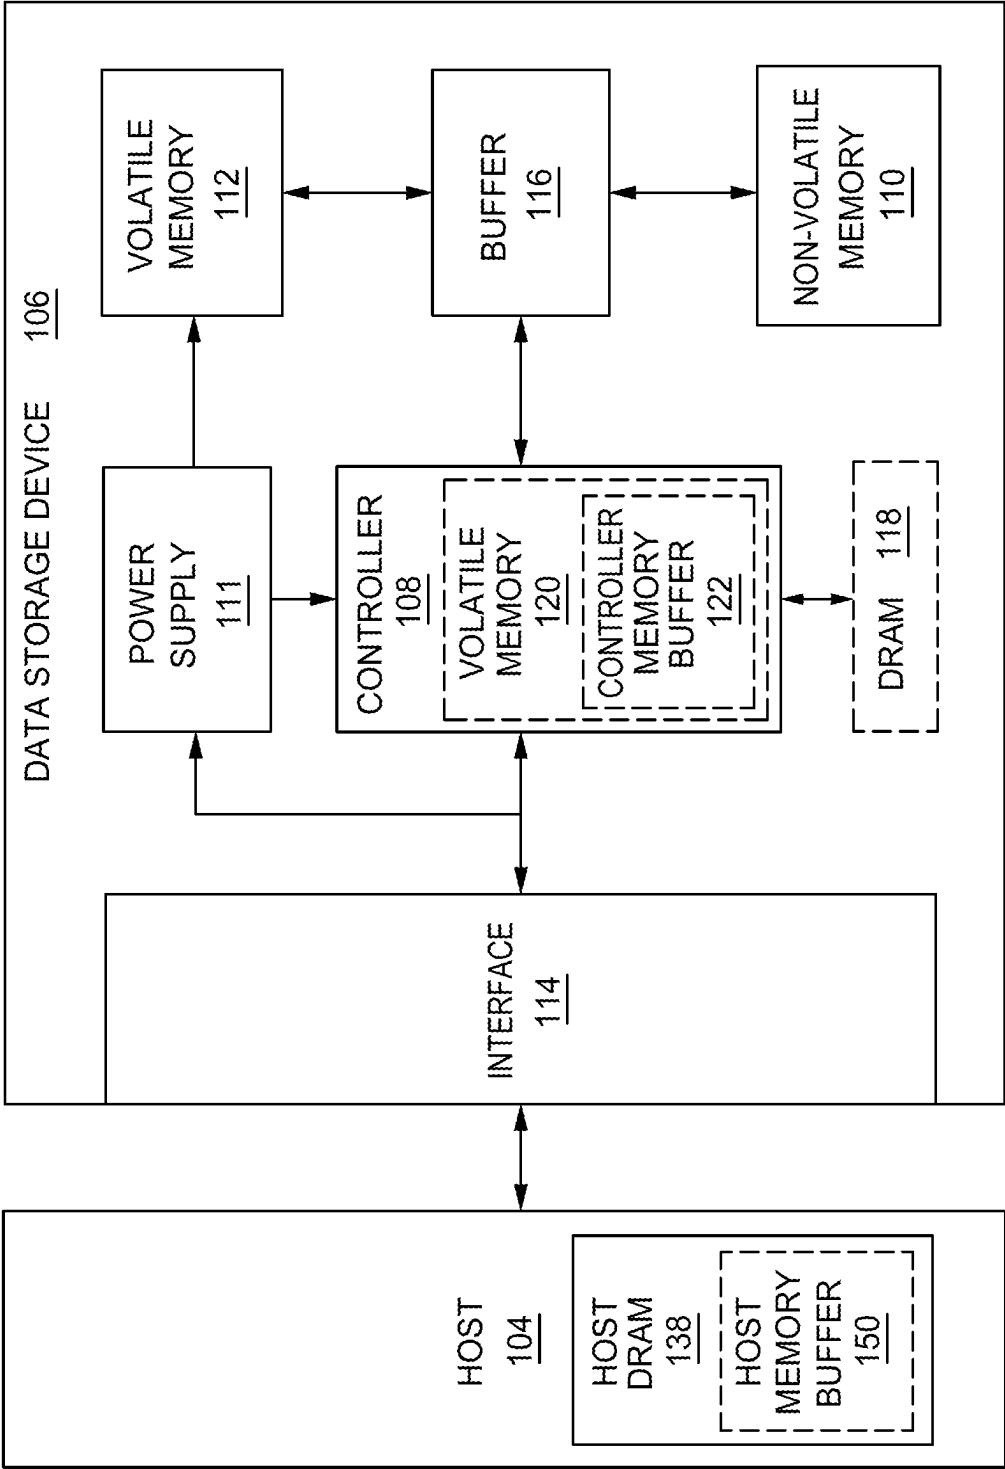 DATA STORAGE DEVICE 106
HOST
104
HOST
DRAM
138
HOST
MEMORY
BUFFER
150
INTERFACE
114
POWER
SUPPLY
111
CONTROLLER
108
VOLATILE
MEMORY
120
CONTROLLER
MEMORY
BUFFER
122
DRAM 118
VOLATILE
MEMORY
112
BUFFER
116
NON-VOLATILE
MEMORY
110